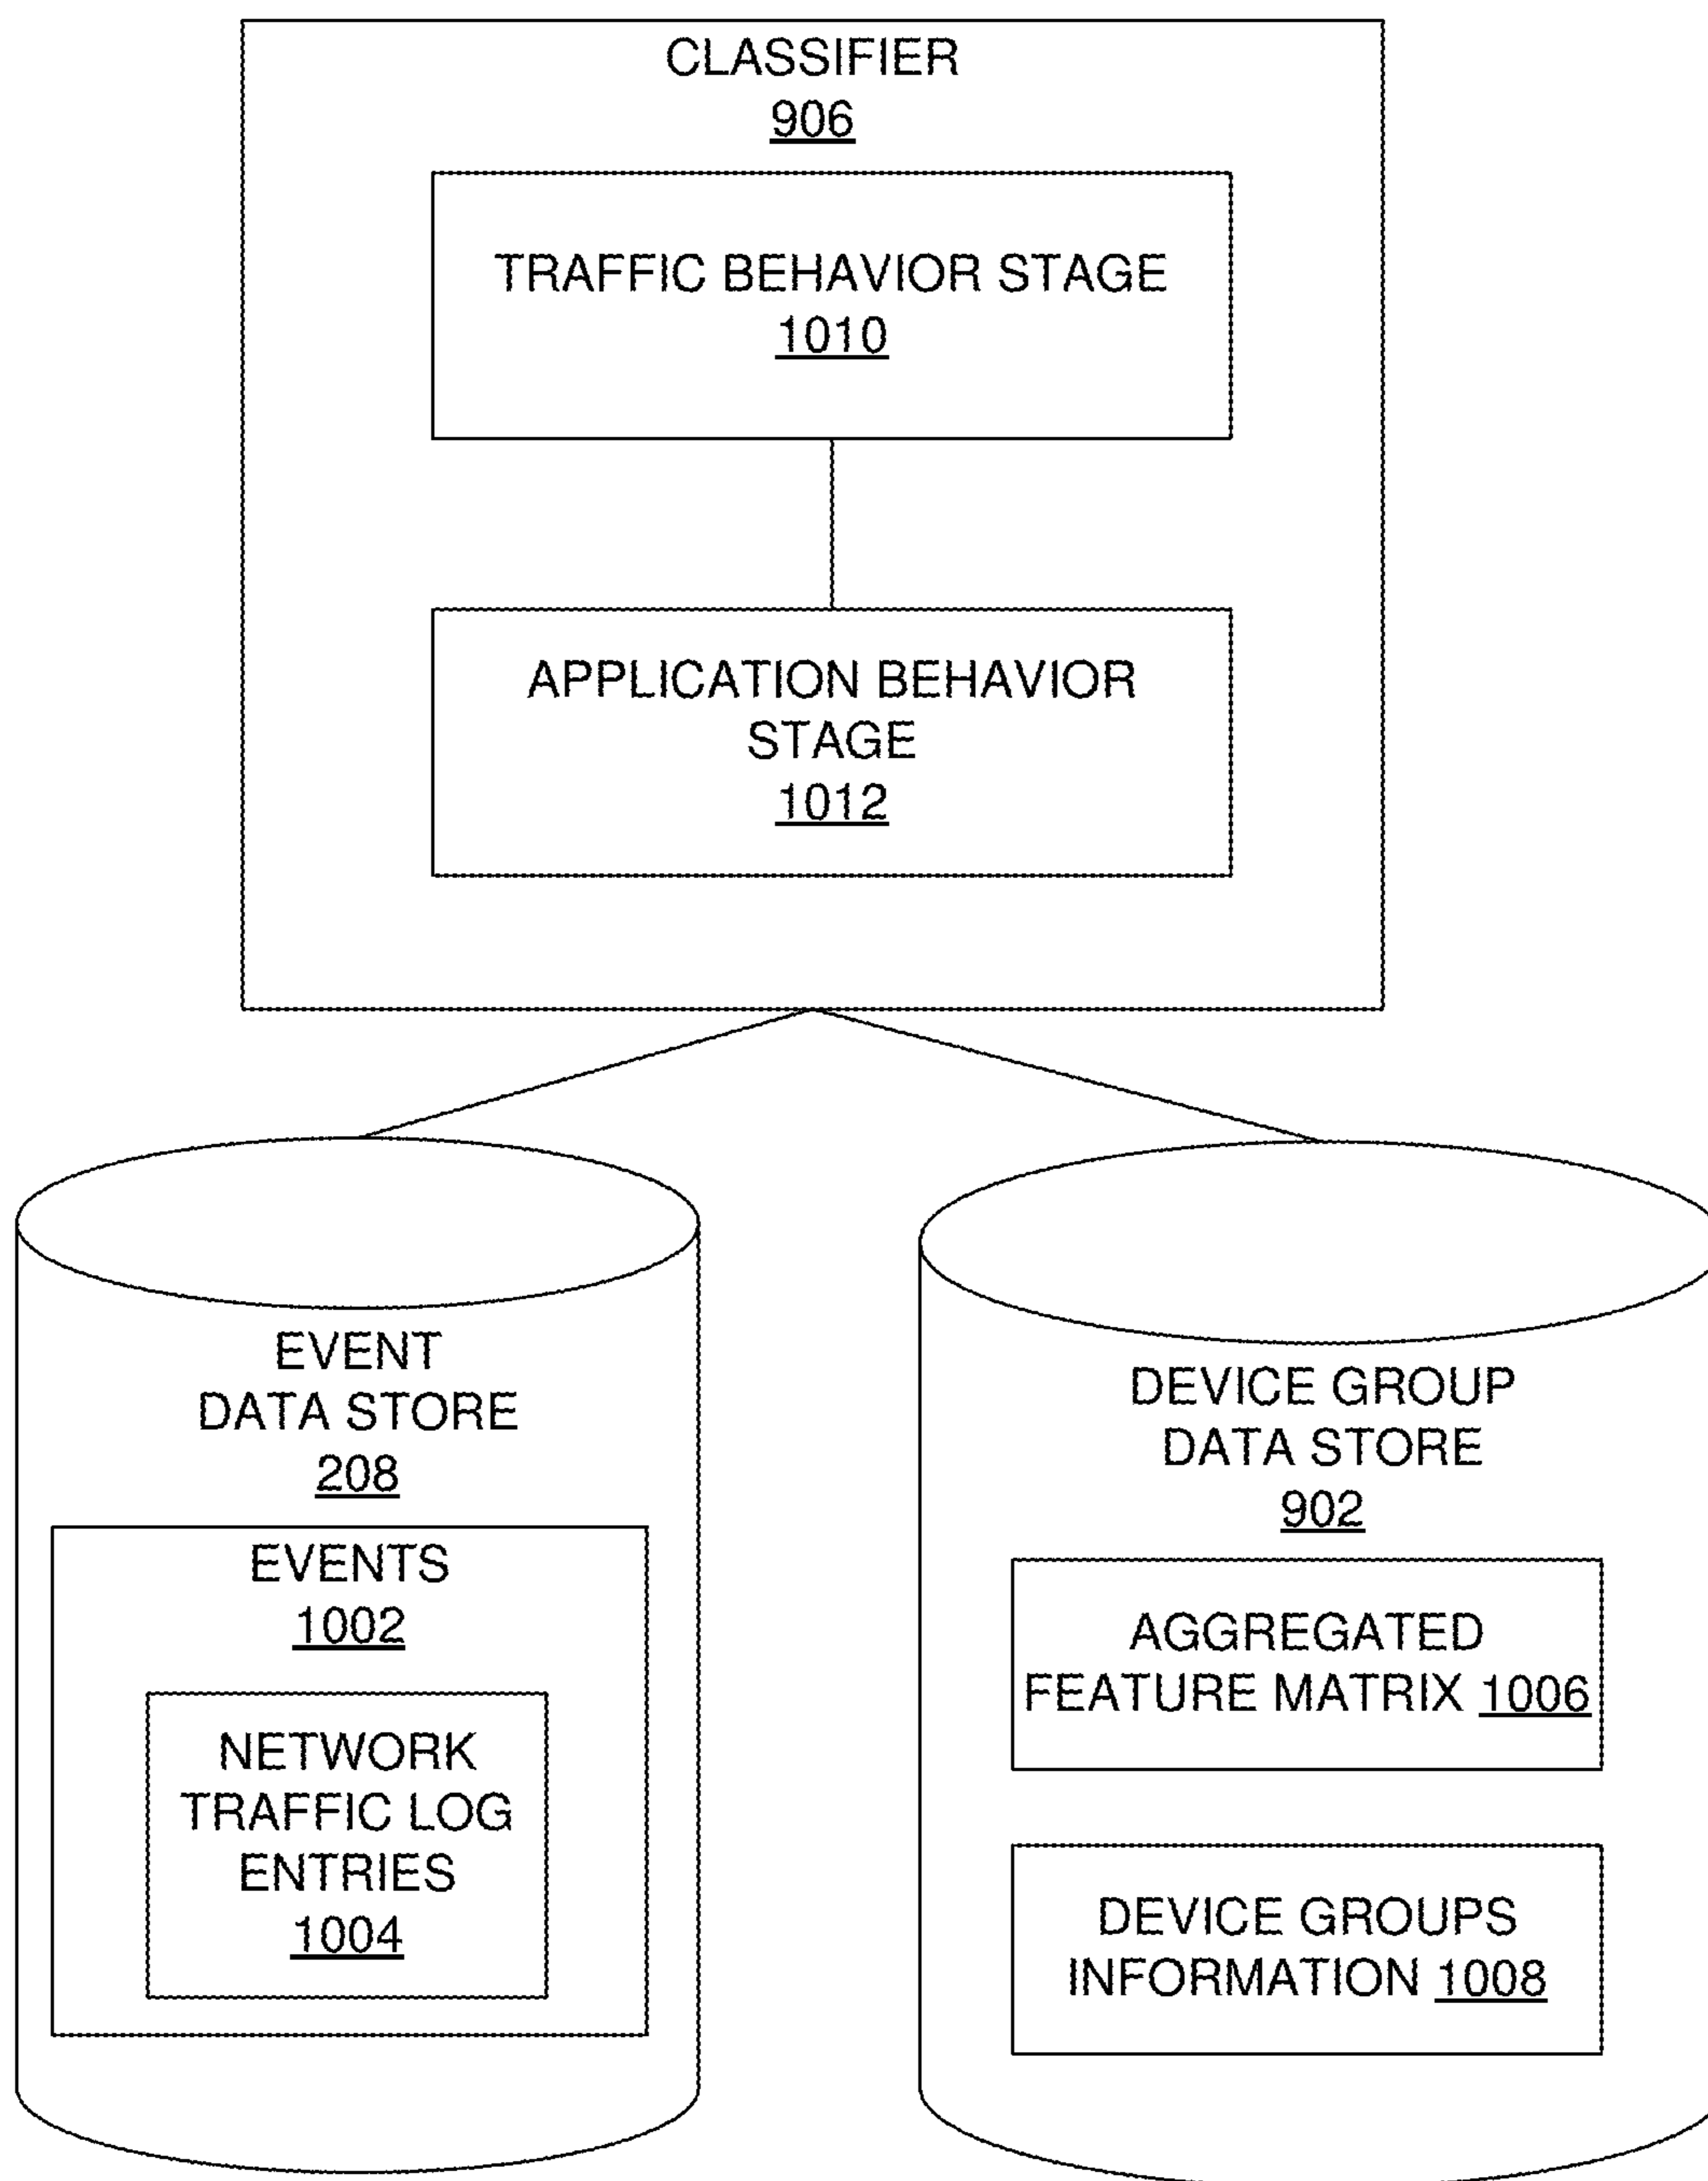 CLASSIFIER
906
TRAFFIC BEHAVIOR STAGE
1010
APPLICATION BEHAVIOR
STAGE
1012
EVENT
DATA STORE
208
EVENTS
1002
NETWORK
TRAFFIC LOG
ENTRIES
1004
DEVICE GROUP
DATA STORE
902
AGGREGATED
FEATURE MATRIX 1006
DEVICE GROUPS
INFORMATION 1008